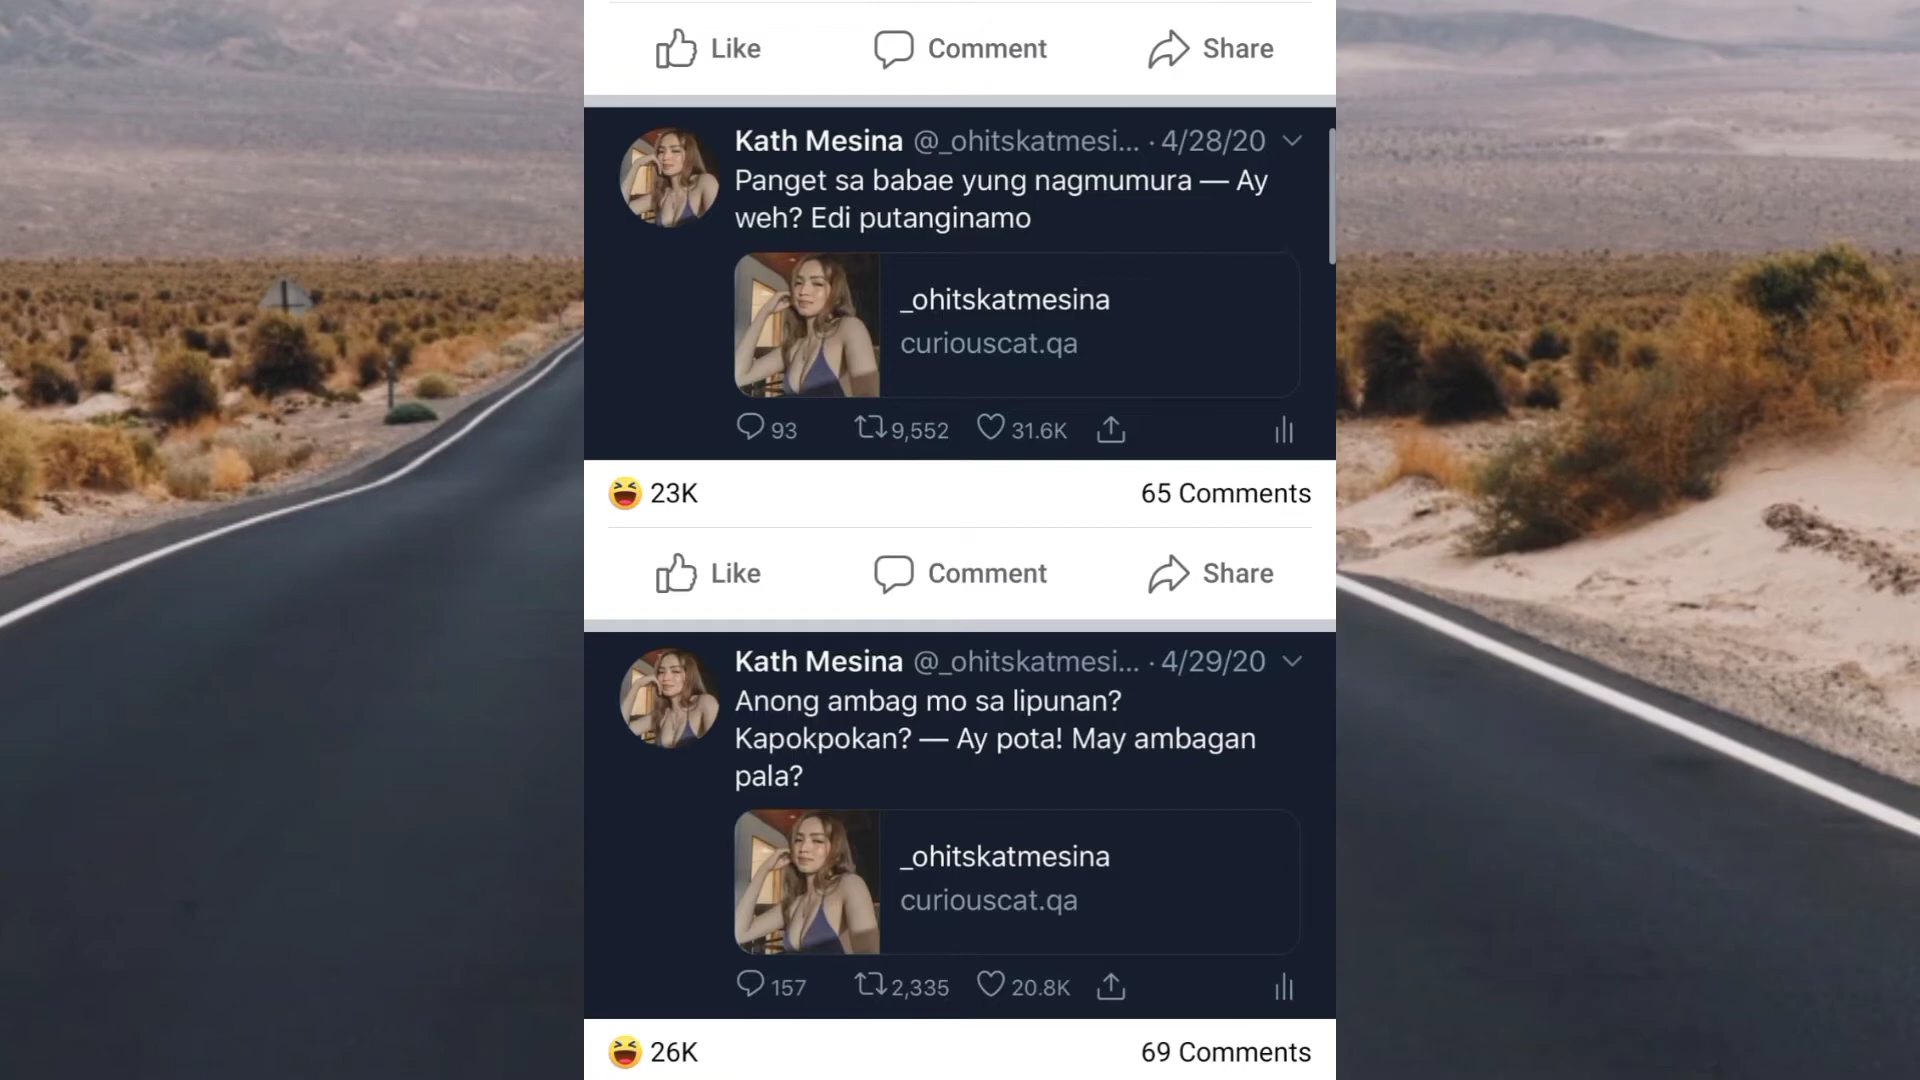 Like Comment Share
Kath Mesina @_ohitskatmesi... · 4/28/20
Panget sa babae yung nagmumura — Ay
weh? Edi putanginamo
_ohitskatmesina
curiouscat.qa
93 9,552 31.6K
23K 65 Comments
Like Comment Share
Kath Mesina @_ohitskatmesi... · 4/29/20
Anong ambag mo sa lipunan?
Kapokpokan? — Ay pota! May ambagan
pala?
_ohitskatmesina
curiouscat.qa
157 2,335 20.8K
26K 69 Comments